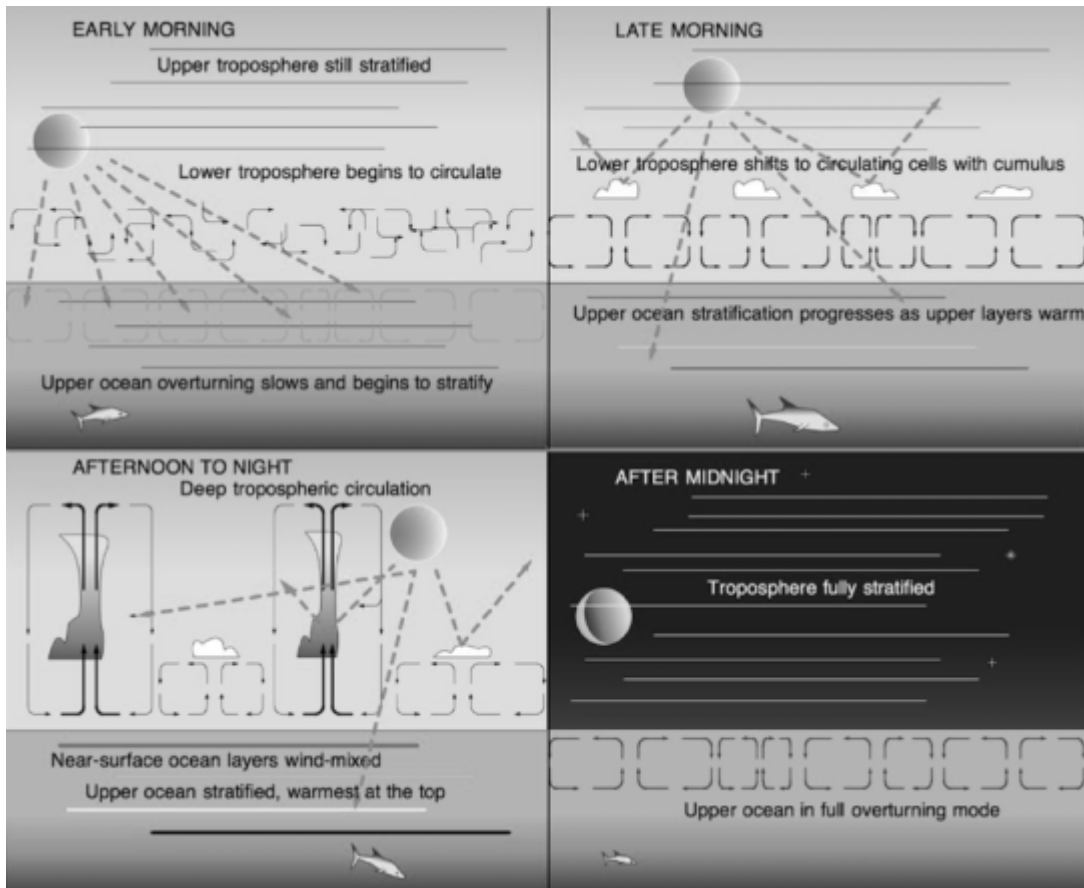 EARLY MORNING
Upper troposphere still stratified
Lower troposphere begins to circulate
Upper ocean overturning slows and begins to stratify
LATE MORNING
Lower troposphere shifts to circulating cells with cumulus
Upper ocean stratification progresses as upper layers warm
AFTERNOON TO NIGHT
Deep tropospheric circulation
Near-surface ocean layers wind-mixed
Upper ocean stratified, warmest at the top
AFTER MIDNIGHT
Troposphere fully stratified
Upper ocean in full overturning mode